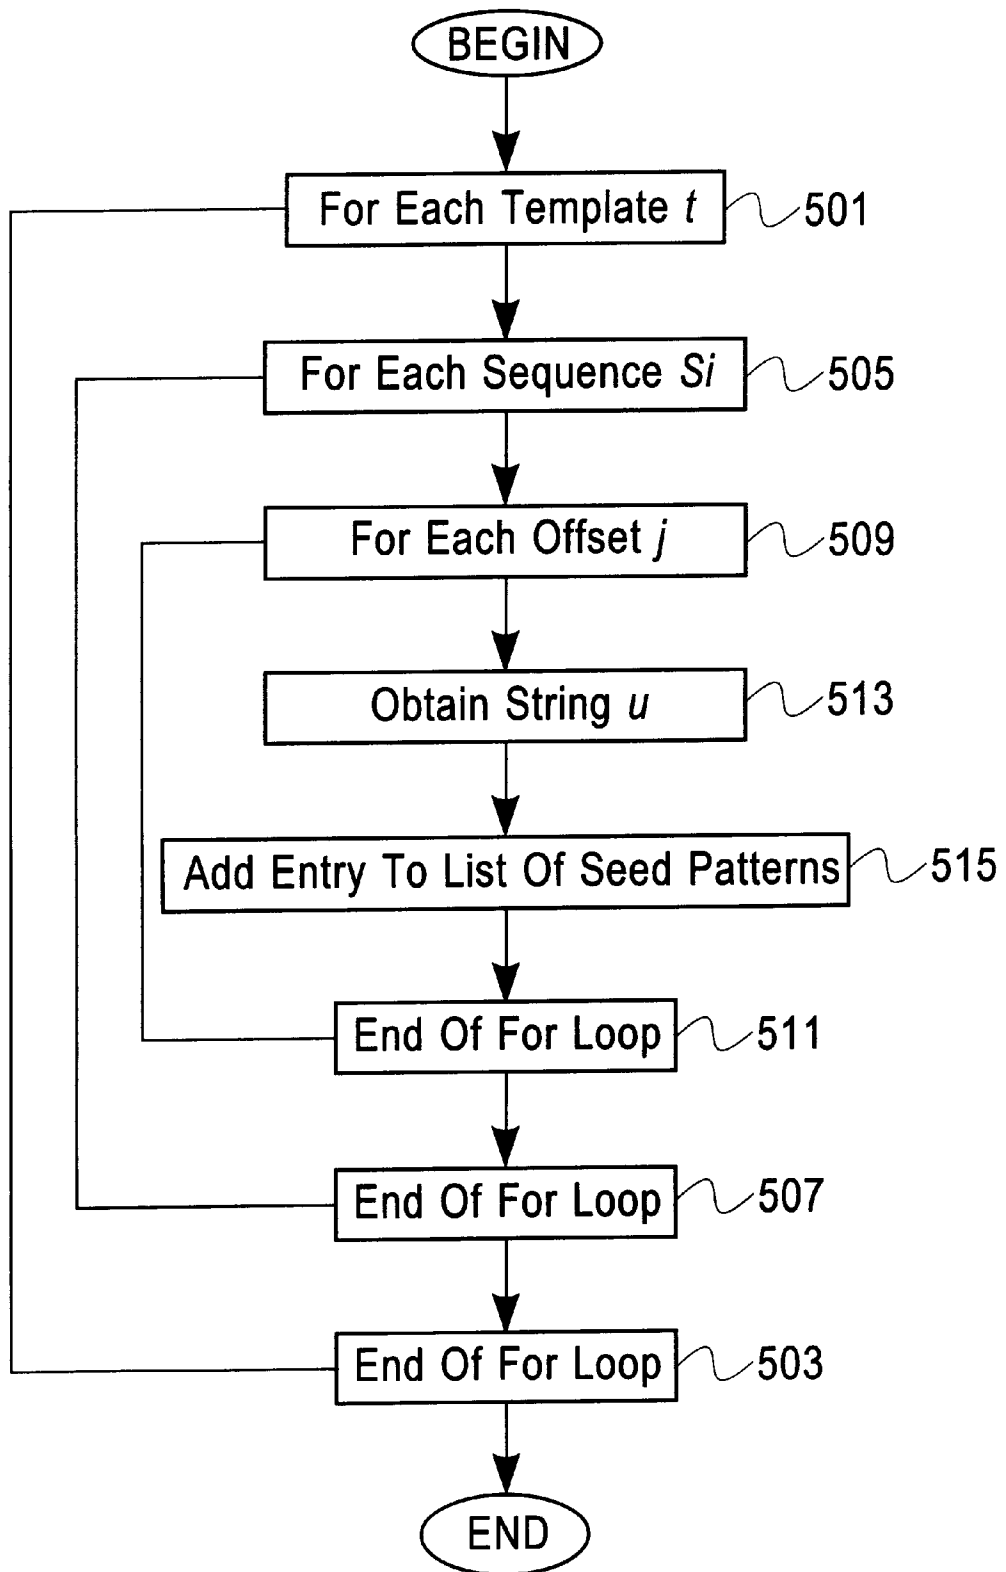 BEGIN
For Each Template t
501
For Each Sequence Si
505
For Each Offset j
509
Obtain String u
513
Add Entry To List Of Seed Patterns
515
End Of For Loop
511
End Of For Loop
507
End Of For Loop
503
END